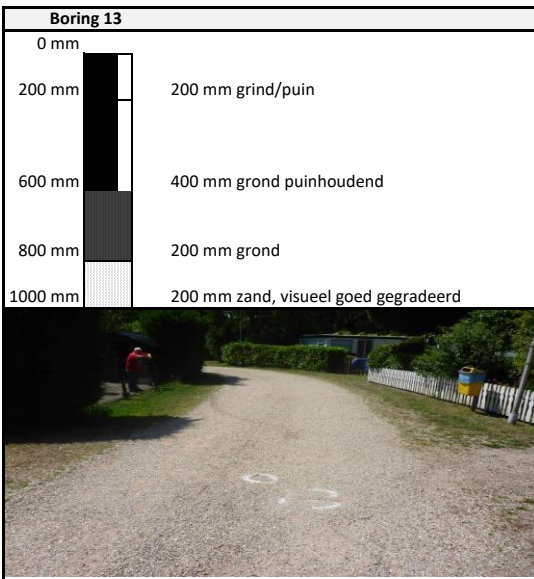 Boring 13
0 mm
200 mm 200 mm grind/puin
600 mm 400 mm grond puinhoudend
800 mm 200 mm grond
1000 mm 200 mm zand, visueel goed gegradeerd